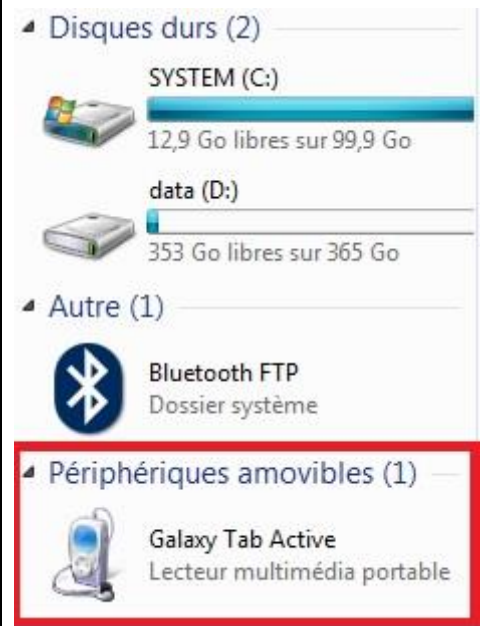 Disques durs (2)
SYSTEM (C:)
12,9 Go libres sur 99,9 Go
data (D:)
353 Go libres sur 365 Go
Autre (1)
Bluetooth FTP
Dossier système
Périphériques amovibles (1)
Galaxy Tab Active
Lecteur multimédia portable